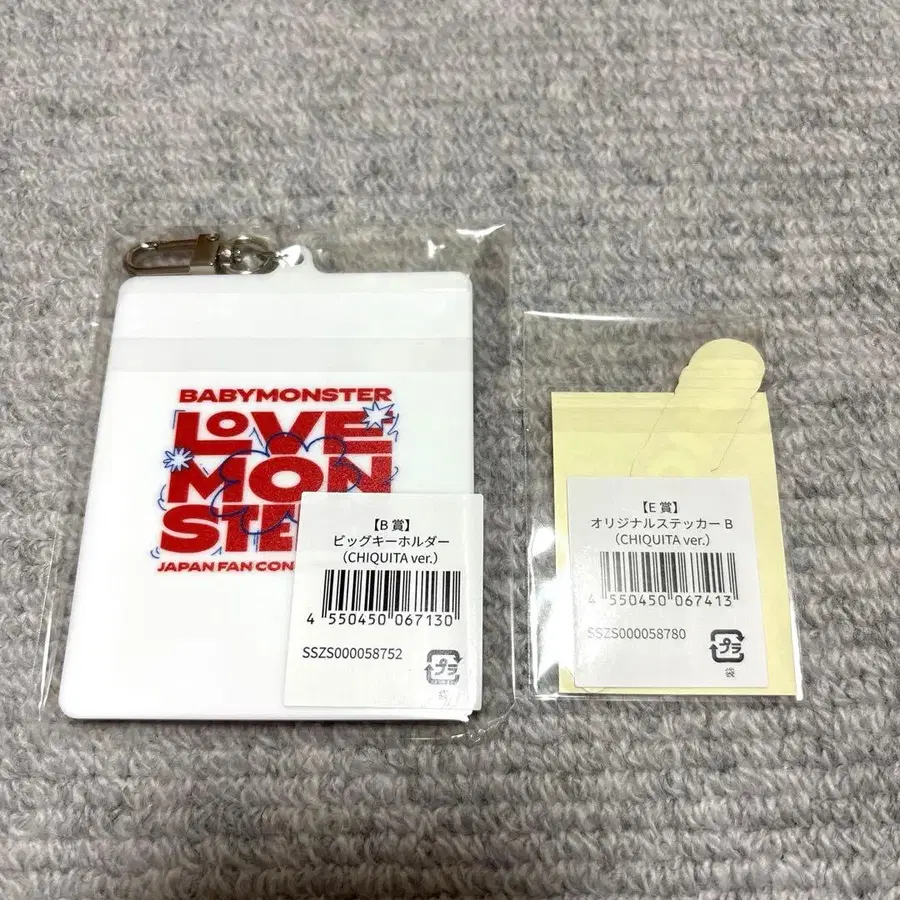 BABYMONSTER
LOVE
MON
STE
JAPAN FAN CON
【B 賞】
ビッグキーホルダー
（CHIQUITA ver.）
4 550450 067130
SSZS000058752
プラ
袋
【E 賞】
オリジナルステッカー B
（CHIQUITA ver.）
4 550450 067413
SSZS000058780
プラ
袋